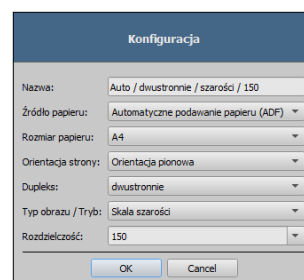 Konfiguracja
Nazwa: Auto / dwustronnie / szarości / 150
Źródło papieru: Automatyczne podawanie papieru (ADF)
Rozmiar papieru: A4
Orientacja strony: Orientacja pionowa
Dupleks: dwustronnie
Typ obrazu / Tryb: Skala szarości
Rozdzielczość: 150
OK Cancel